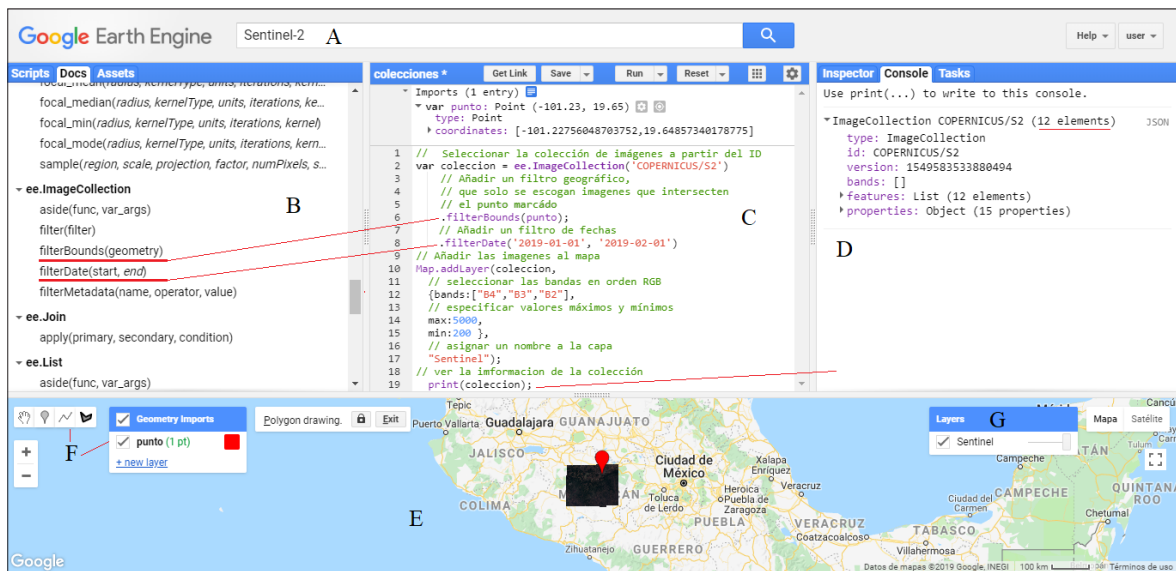 Google Earth Engine
Sentinel-2 A
Help
user
Scripts Docs Assets
focal_median(radius, kernelType, units, iterations, ke...
focal_min(radius, kernelType, units, iterations, kernel)
focal_mode(radius, kernelType, units, iterations, kern...
sample(region, scale, projection, factor, numPixels, s...
ee.ImageCollection
aside(func, var_args)
B
filter(filter)
filterBounds(geometry)
filterDate(start, end)
filterMetadata(name, operator, value)
ee.Join
apply(primary, secondary, condition)
ee.List
aside(func, var_args)
colecciones * Get Link Save Run Reset
Imports (1 entry)
var punto: Point (-101.23, 19.65)
type: Point
coordinates: [-101.22756048703752,19.64857340178775]
1 // Seleccionar la colección de imágenes a partir del ID
2 var coleccion = ee.ImageCollection('COPERNICUS/S2')
3 // Añadir un filtro geográfico,
4 // que solo se escogan imagenes que intersecten
5 // el punto marcádo
6 .filterBounds(punto);
C
7 // Añadir un filtro de fechas
8 .filterDate('2019-01-01', '2019-02-01')
9 // Añadir las imagenes al mapa
10 Map.addLayer(coleccion,
11 // seleccionar las bandas en orden RGB
12 {bands:["B4","B3","B2"],
13 // especificar valores máximos y mínimos
14 max:5000,
15 min:200 },
16 // asignar un nombre a la capa
17 "Sentinel");
18 // ver la imformacion de la colección
19 print(coleccion);
Inspector Console Tasks
Use print(...) to write to this console.
ImageCollection COPERNICUS/S2 (12 elements) JSON
type: ImageCollection
id: COPERNICUS/S2
version: 1549583533880494
bands: []
features: List (12 elements)
properties: Object (15 properties)
D
F
Geometry Imports
punto (1 pt)
+ new layer
Polygon drawing. Exit
+
−
E
Layers G
Sentinel
Mapa Satélite
Tepic
Puerto Vallarta
Guadalajara
GUANAJUATO
JALISCO
COLIMA
Ciudad de México
Toluca de Lerdo
Xalapa Enríquez
Veracruz
Heroica Puebla de Zaragoza
PUEBLA
VERACRUZ
Coatzacoalcos
Zihuatanejo
GUERRERO
TABASCO
Villahermosa
Ciudad del Carmen
Campeche
CAMPECHE
Cancú
Tulum
TÁN
QUINTANA ROO
Chetumal
Google
Datos de mapas ©2019 Google, INEGI 100 km Términos de uso